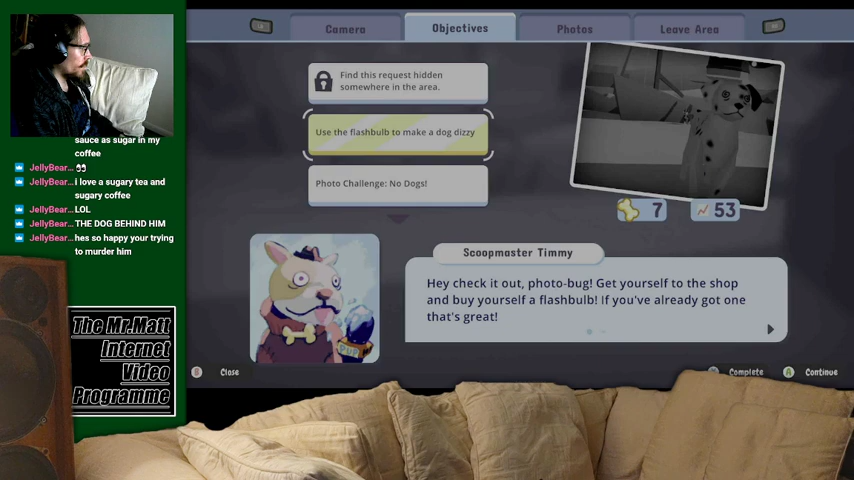 Camera
Objectives
Photos
Leave Area
Find this request hidden
somewhere in the area.
Use the flashbulb to make a dog dizzy
Photo Challenge: No Dogs!
7
53
Scoopmaster Timmy
Hey check it out, photo-bug! Get yourself to the shop
and buy yourself a flashbulb! If you've already got one
that's great!
Close
Complete
Continue
sauce as sugar in my
coffee
JellyBear...
JellyBear... i love a sugary tea and
sugary coffee
JellyBear... LOL
JellyBear... THE DOG BEHIND HIM
JellyBear... hes so happy your trying
to murder him
The Mr.Matt
Internet
Video
Programme